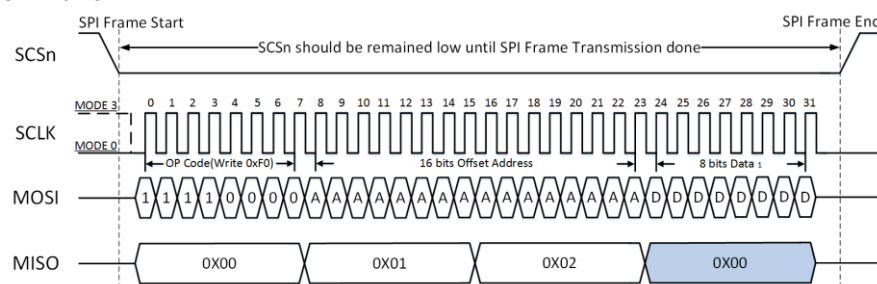 SPI Frame Start SPI Frame End
SCSn SCSn should be remained low until SPI Frame Transmission done
MODE 3 0 1 2 3 4 5 6 7 8 9 10 11 12 13 14 15 16 17 18 19 20 21 22 23 24 25 26 27 28 29 30 31
SCLK
MODE 0
OP Code(Write 0xF0) 16 bits Offset Address 8 bits Data 1
MOSI 1 1 1 1 0 0 0 0 A A A A A A A A A A A A A A A A D D D D D D D D
MISO 0X00 0X01 0X02 0X00